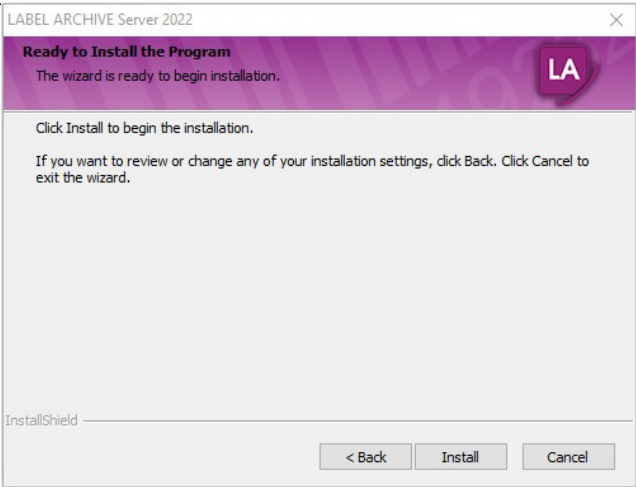 LABEL ARCHIVE Server 2022
Ready to Install the Program
The wizard is ready to begin installation.
LA
Click Install to begin the installation.
If you want to review or change any of your installation settings, click Back. Click Cancel to
exit the wizard.
InstallShield
< Back Install Cancel